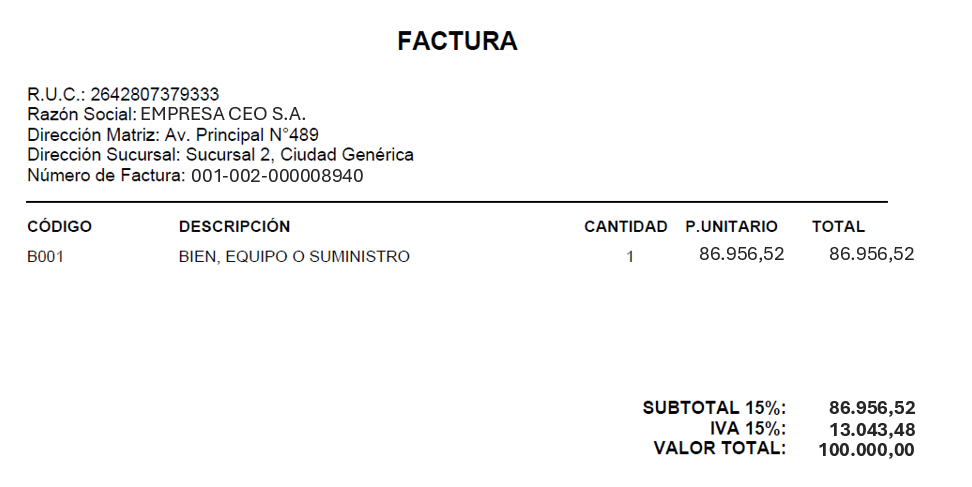 FACTURA
R.U.C.: 2642807379333
Razón Social: EMPRESA CEO S.A.
Dirección Matriz: Av. Principal N°489
Dirección Sucursal: Sucursal 2, Ciudad Genérica
Número de Factura: 001-002-000008940
CÓDIGO DESCRIPCIÓN CANTIDAD P.UNITARIO TOTAL
B001 BIEN, EQUIPO O SUMINISTRO 1 86.956,52 86.956,52
SUBTOTAL 15%: 86.956,52
IVA 15%: 13.043,48
VALOR TOTAL: 100.000,00